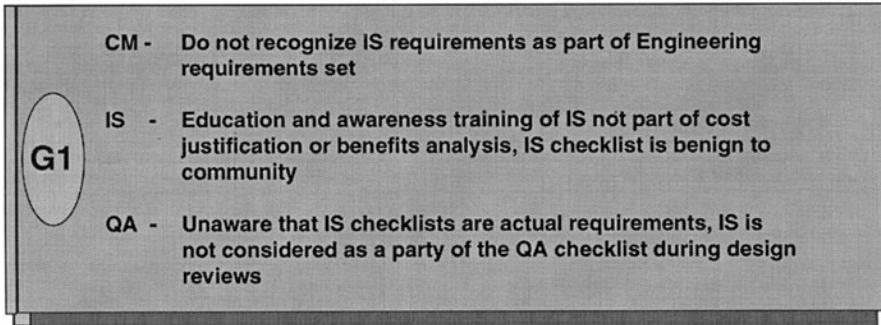 CM - Do not recognize IS requirements as part of Engineering
requirements set
IS - Education and awareness training of IS not part of cost
justification or benefits analysis, IS checklist is benign to
community
G1
QA - Unaware that IS checklists are actual requirements, IS is
not considered as a party of the QA checklist during design
reviews